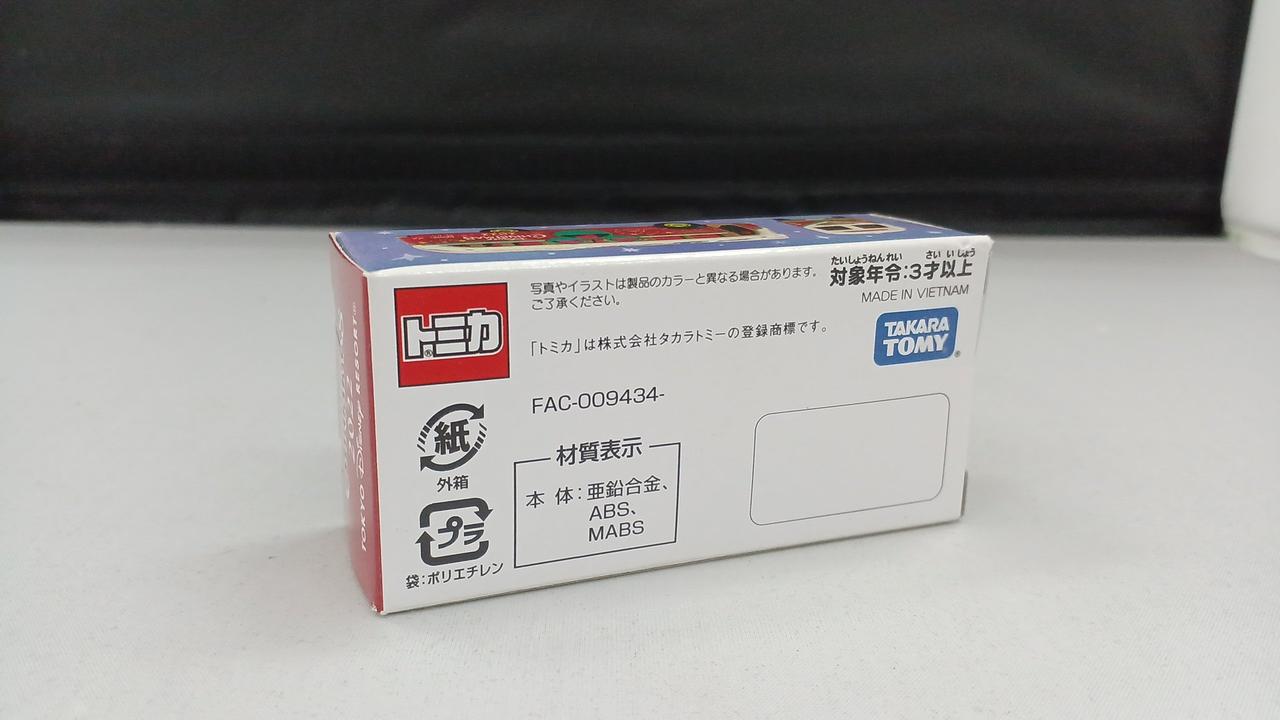 写真やイラストは製品のカラーと異なる場合があります。
ご了承ください。
たいしょうねんれい さいいじょう
対象年令:3才以上
MADE IN VIETNAM
トミカ®
「トミカ」は株式会社タカラトミーの登録商標です。
TAKARA
TOMY®
FAC-009434-
紙
外箱
プラ
袋:ポリエチレン
材質表示
本 体:亜鉛合金、
ABS、
MABS
2022
TOKYO Disney RESORT®